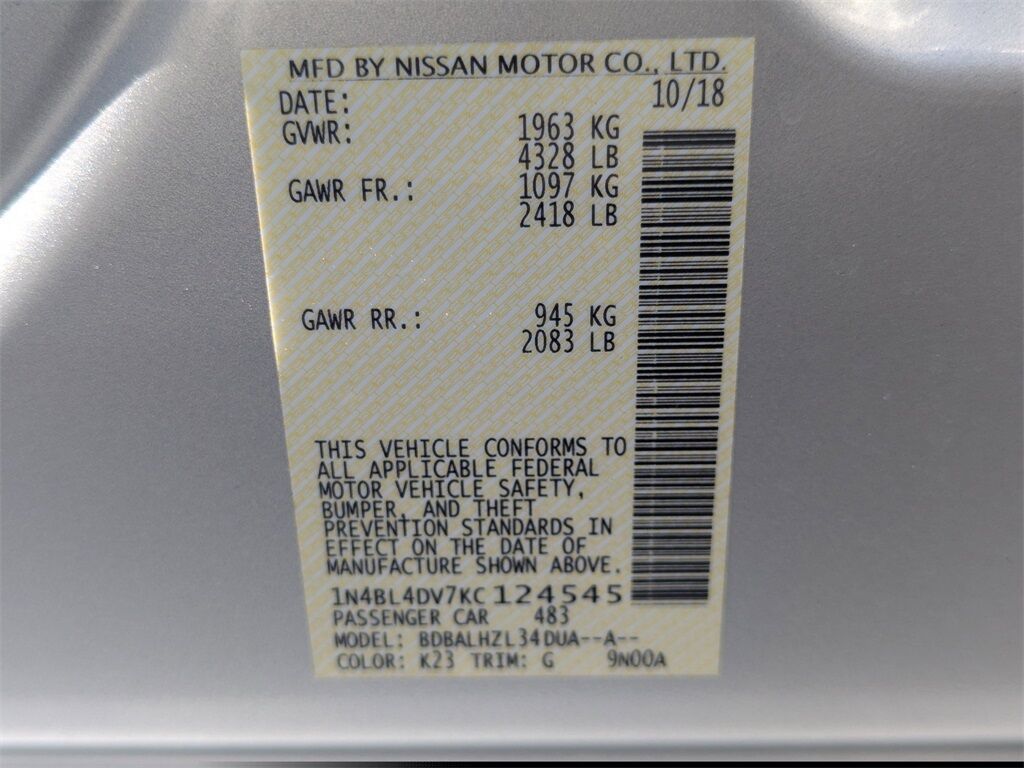 MFD BY NISSAN MOTOR CO., LTD.
DATE: 10/18
GVWR: 1963 KG
4328 LB
GAWR FR.: 1097 KG
2418 LB
GAWR RR.: 945 KG
2083 LB
THIS VEHICLE CONFORMS TO
ALL APPLICABLE FEDERAL
MOTOR VEHICLE SAFETY,
BUMPER, AND THEFT
PREVENTION STANDARDS IN
EFFECT ON THE DATE OF
MANUFACTURE SHOWN ABOVE.
1N4BL4DV7KC124545
PASSENGER CAR 483
MODEL: BDBALHZL34DUA--A--
COLOR: K23 TRIM: G 9N00A